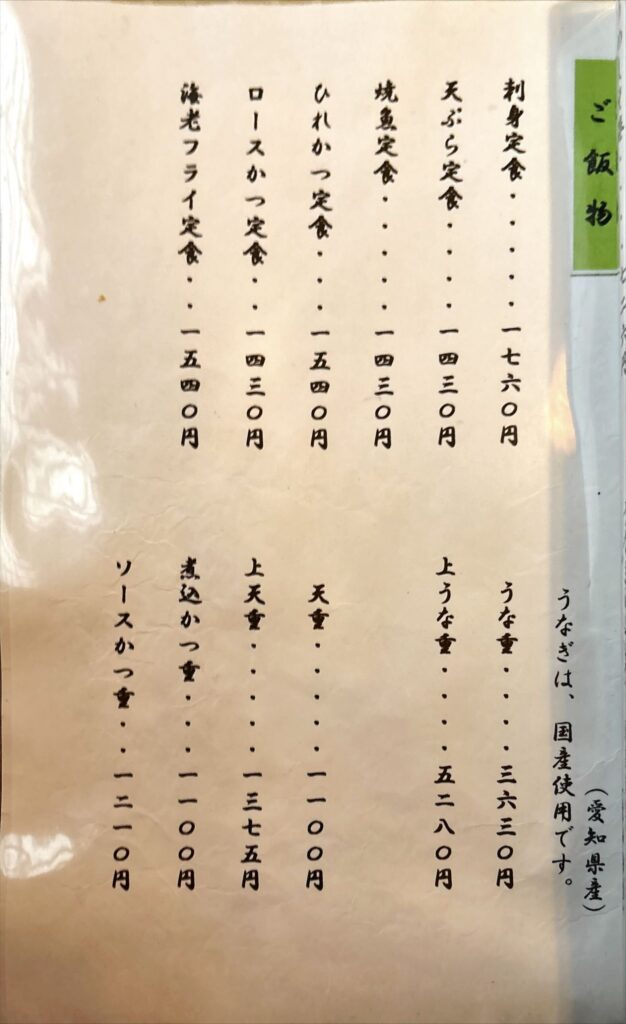 ご飯物
刺身定食・・・・・一七六〇円
天ぷら定食・・・・一四三〇円
焼魚定食・・・・・一四三〇円
ひれかつ定食・・・一五四〇円
ロースかつ定食・・一四三〇円
海老フライ定食・・一五四〇円
(愛知県産)
うなぎは、国産使用です。
うな重・・・・三六三〇円
上うな重・・・・五二八〇円
天重・・・・・一一〇〇円
上天重・・・・・一三七五円
煮込かつ重・・・一一〇〇円
ソースかつ重・・一二一〇円